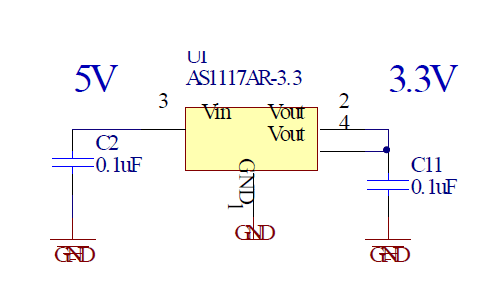 U1
AS1117AR-3.3
5V
3.3V
3
Vin
Vout
2
Vout
4
C2
0.1uF
GND
1
C11
0.1uF
GND
GND
GND